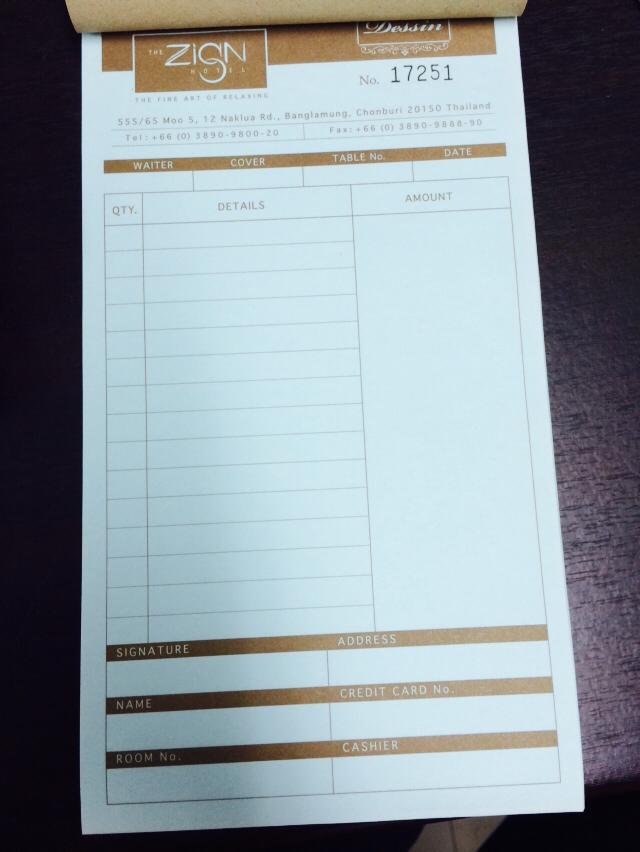 THE ZIGN HOTEL
THE FINE ART OF RELAXING
Dessin
No. 17251
555/65 Moo 5, 12 Naklua Rd., Banglamung, Chonburi 20150 Thailand
Tel : +66 (0) 3890-9800-20 Fax : +66 (0) 3890-9888-90
WAITER COVER TABLE No. DATE
QTY. DETAILS AMOUNT
SIGNATURE ADDRESS
NAME CREDIT CARD No.
ROOM No. CASHIER